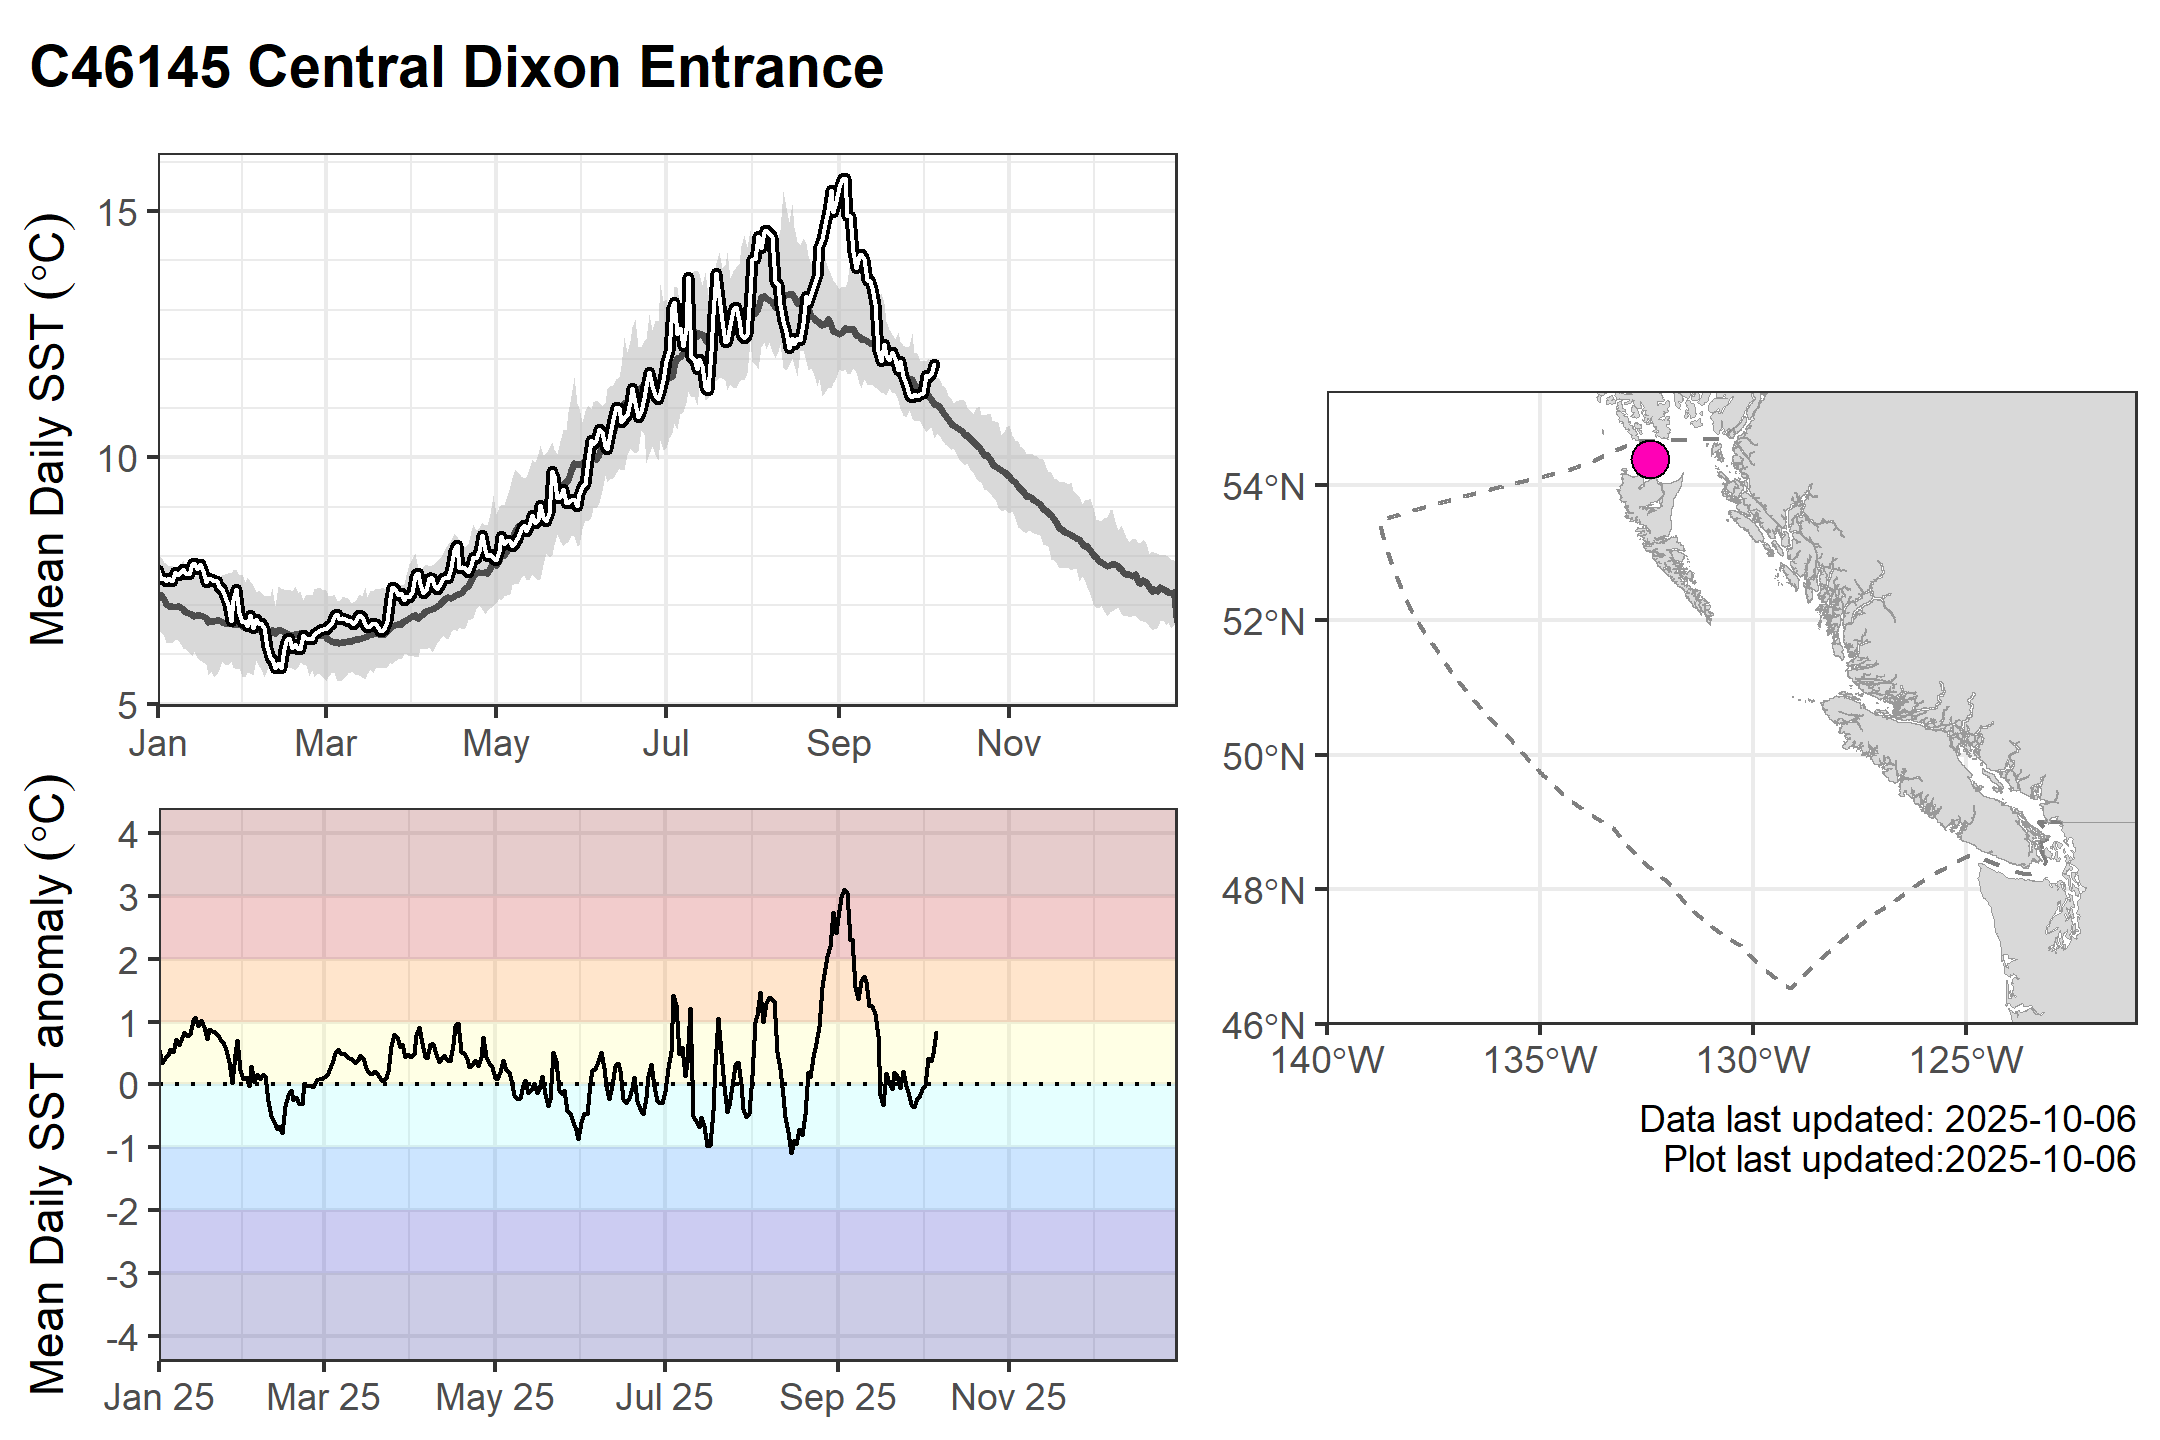 C46145 Central Dixon Entrance
Mean Daily SST (°C)
15
10
5
Jan Mar May Jul Sep Nov
Mean Daily SST anomaly (°C)
4
3
2
1
0
-1
-2
-3
-4
Jan 25 Mar 25 May 25 Jul 25 Sep 25 Nov 25
54°N
52°N
50°N
48°N
46°N
140°W 135°W 130°W 125°W
Data last updated: 2025-10-06
Plot last updated:2025-10-06